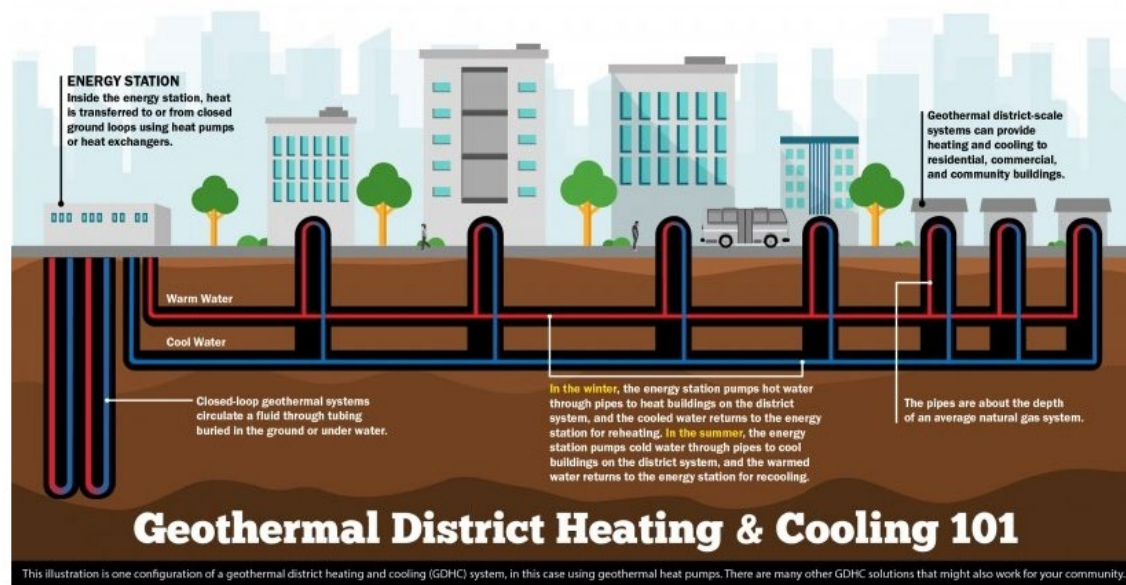 ENERGY STATION
Inside the energy station, heat
is transferred to or from closed
ground loops using heat pumps
or heat exchangers.
Geothermal district-scale
systems can provide
heating and cooling to
residential, commercial,
and community buildings.
Warm Water
Cool Water
Closed-loop geothermal systems
circulate a fluid through tubing
buried in the ground or under water.
In the winter, the energy station pumps hot water
through pipes to heat buildings on the district
system, and the cooled water returns to the energy
station for reheating. In the summer, the energy
station pumps cold water through pipes to cool
buildings on the district system, and the warmed
water returns to the energy station for recooling.
The pipes are about the depth
of an average natural gas system.
Geothermal District Heating & Cooling 101
This illustration is one configuration of a geothermal district heating and cooling (GDHC) system, in this case using geothermal heat pumps. There are many other GDHC solutions that might also work for your community.